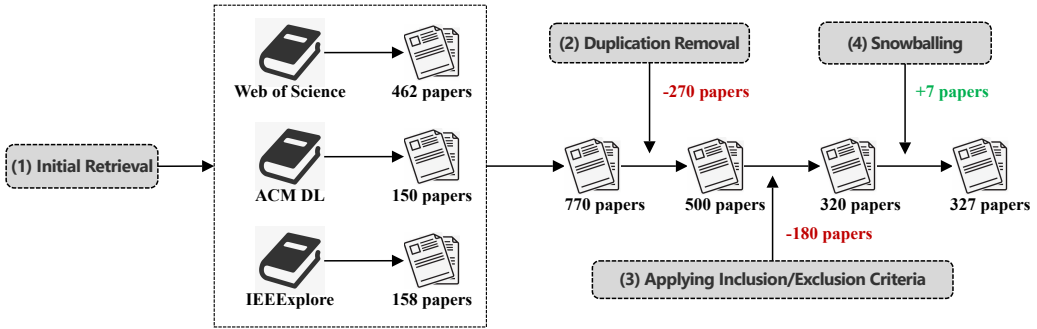 (1) Initial Retrieval
Web of Science
462 papers
ACM DL
150 papers
IEEExplore
158 papers
770 papers
(2) Duplication Removal
-270 papers
500 papers
(3) Applying Inclusion/Exclusion Criteria
-180 papers
320 papers
(4) Snowballing
+7 papers
327 papers